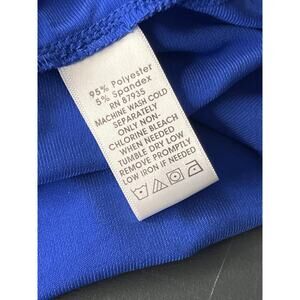 95% Polyester
5% Spandex
RN 87935
MACHINE WASH COLD
SEPARATELY
ONLY NON-
CHLORINE BLEACH
WHEN NEEDED
TUMBLE DRY LOW
REMOVE PROMPTLY
LOW IRON IF NEEDED